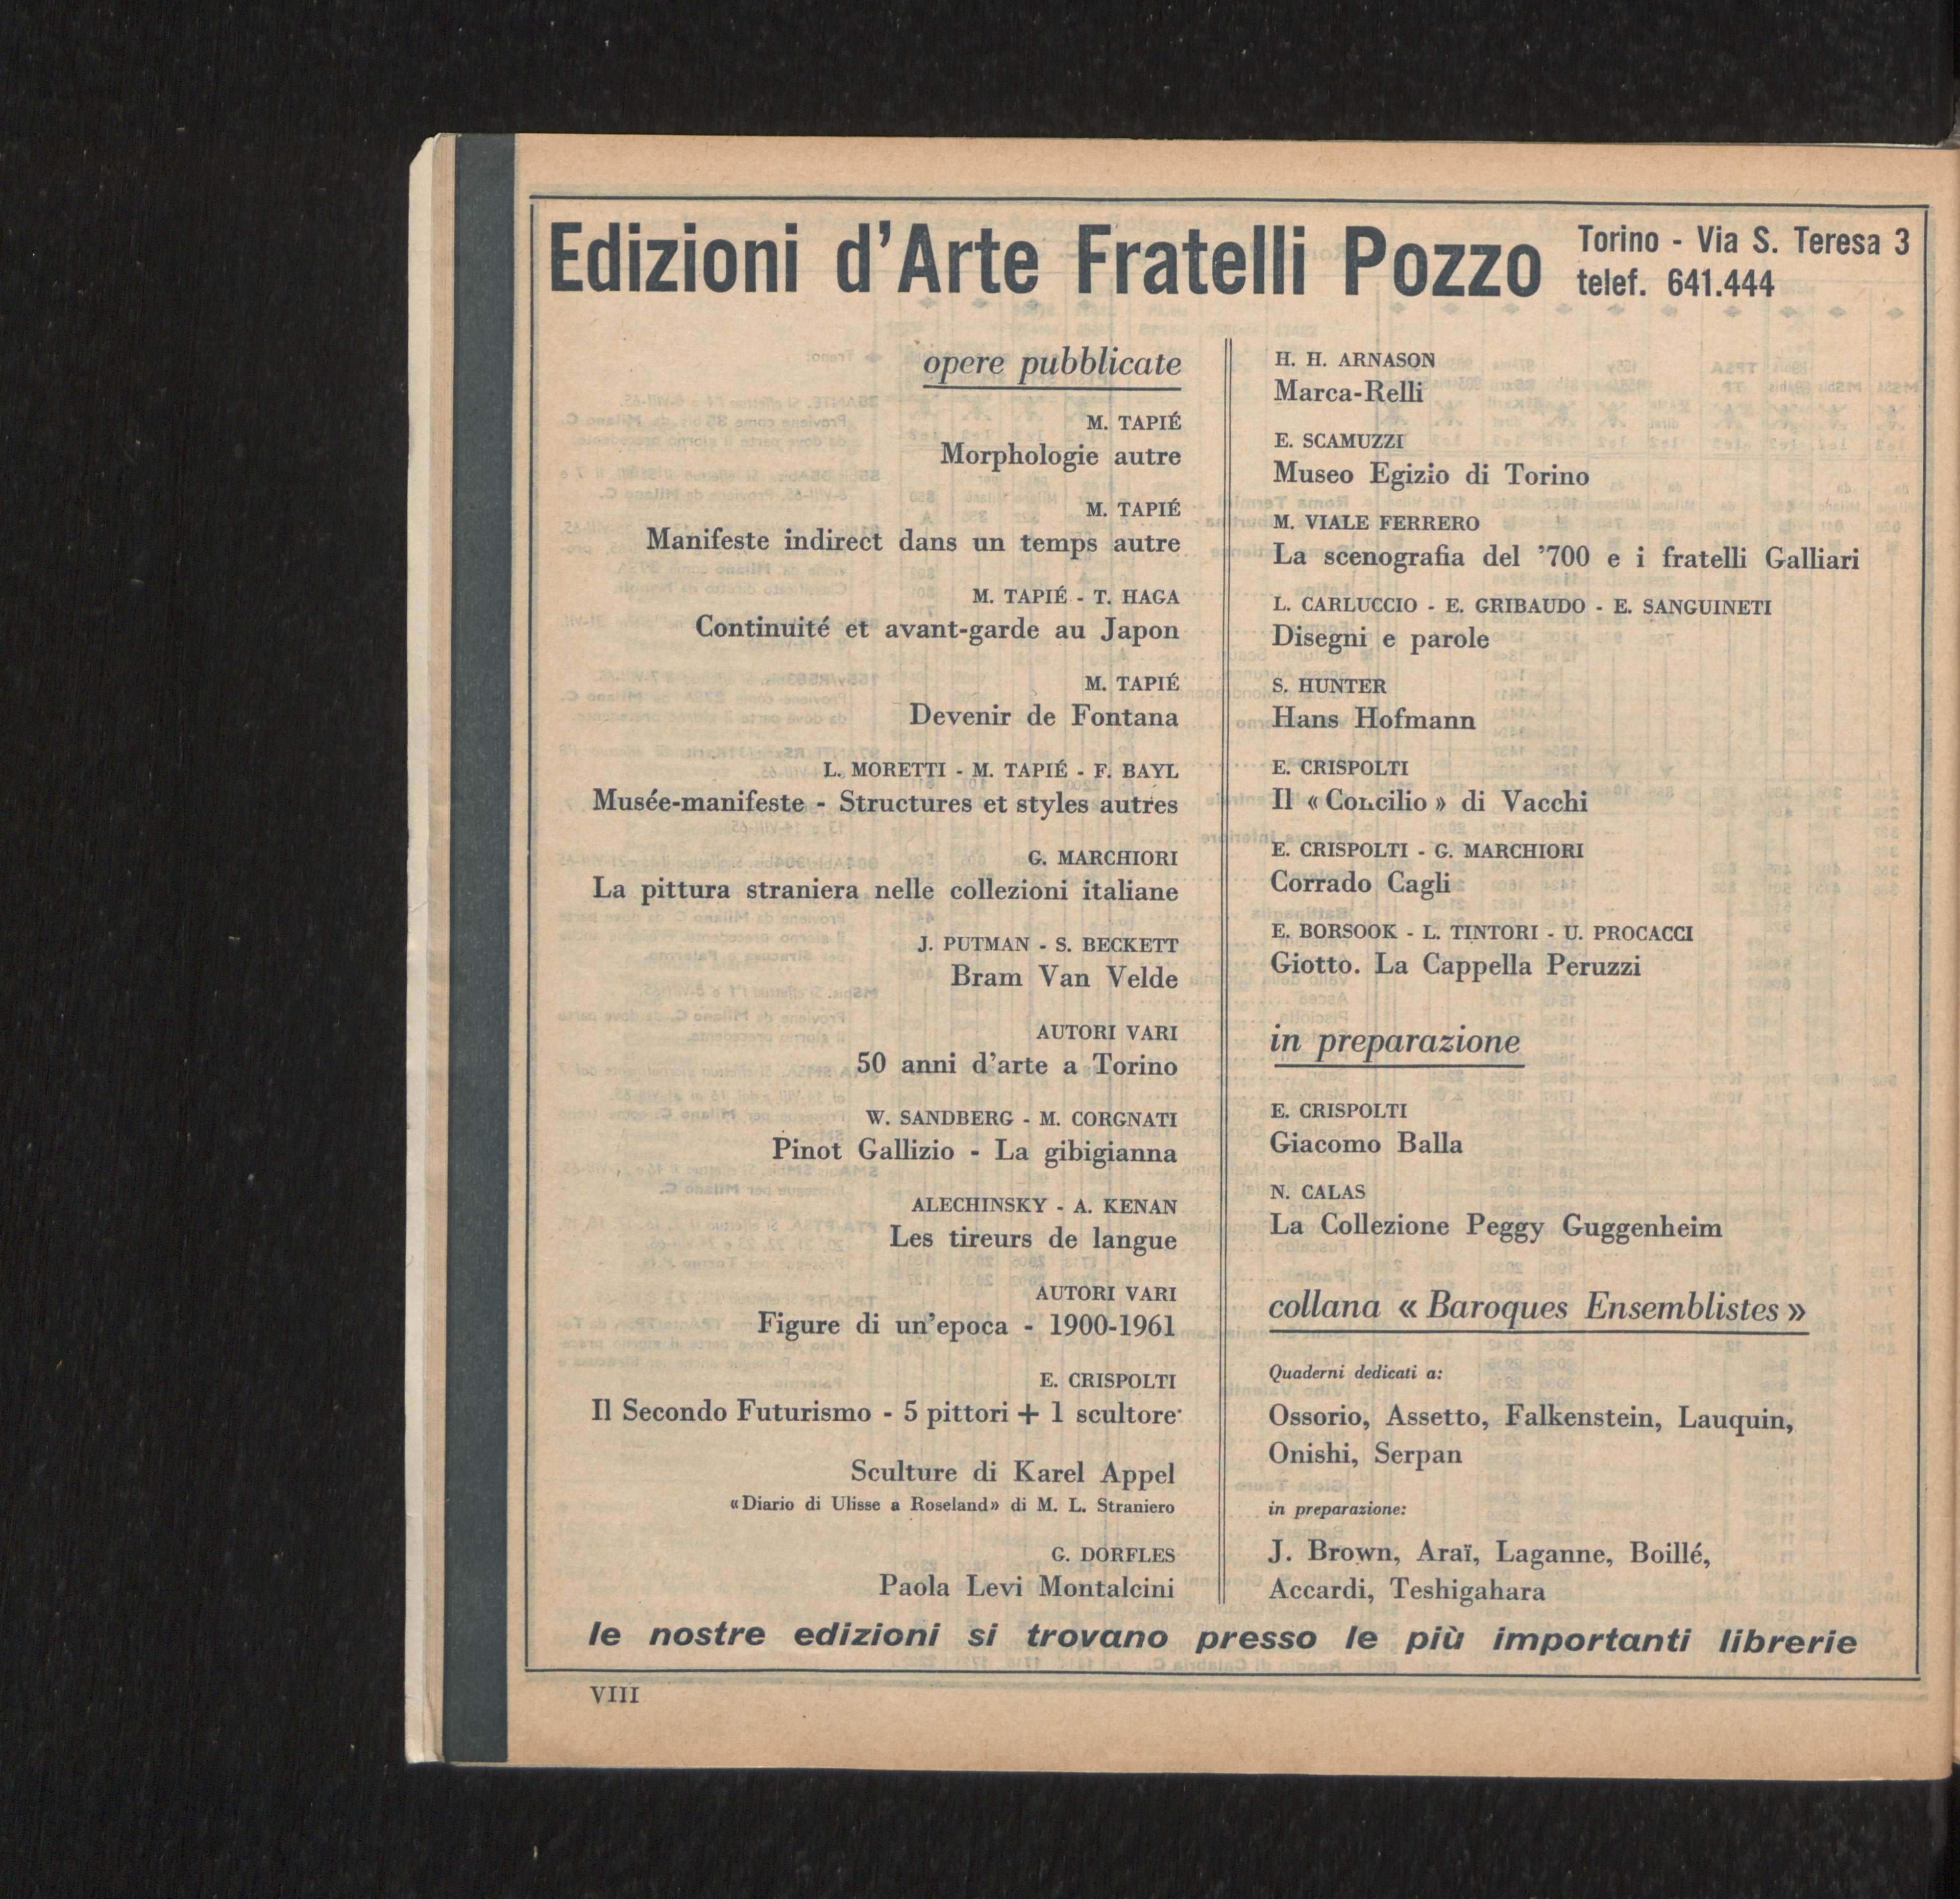 Edizioni d'Arte Fratelli Pozzo
Torino - Via S. Teresa 3
telef. 641.444
opere pubblicate
M. TAPIÉ
Morphologie autre
M. TAPIÉ
Manifeste indirect dans un temps autre
M. TAPIÉ - T. HAGA
Continuité et avant-garde au Japon
M. TAPIÉ
Devenir de Fontana
L. MORETTI - M. TAPIÉ - F. BAYL
Musée-manifeste - Structures et styles autres
G. MARCHIORI
La pittura straniera nelle collezioni italiane
J. PUTMAN - S. BECKETT
Bram Van Velde
AUTORI VARI
50 anni d'arte a Torino
W. SANDBERG - M. CORGNATI
Pinot Gallizio - La gibigianna
ALECHINSKY - A. KENAN
Les tireurs de langue
AUTORI VARI
Figure di un'epoca - 1900-1961
E. CRISPOLTI
Il Secondo Futurismo - 5 pittori + 1 scultore
Sculture di Karel Appel
«Diario di Ulisse a Roseland» di M. L. Straniero
G. DORFLES
Paola Levi Montalcini
H. H. ARNASON
Marca-Relli
E. SCAMUZZI
Museo Egizio di Torino
M. VIALE FERRERO
La scenografia del '700 e i fratelli Galliari
L. CARLUCCIO - E. GRIBAUDO - E. SANGUINETI
Disegni e parole
S. HUNTER
Hans Hofmann
E. CRISPOLTI
Il «Concilio» di Vacchi
E. CRISPOLTI - G. MARCHIORI
Corrado Cagli
E. BORSOOK - L. TINTORI - U. PROCACCI
Giotto. La Cappella Peruzzi
in preparazione
E. CRISPOLTI
Giacomo Balla
N. CALAS
La Collezione Peggy Guggenheim
collana « Baroques Ensemblistes »
Quaderni dedicati a:
Ossorio, Assetto, Falkenstein, Lauquin,
Onishi, Serpan
in preparazione:
J. Brown, Araï, Laganne, Boillé,
Accardi, Teshigahara
le nostre edizioni si trovano presso le più importanti librerie
VIII